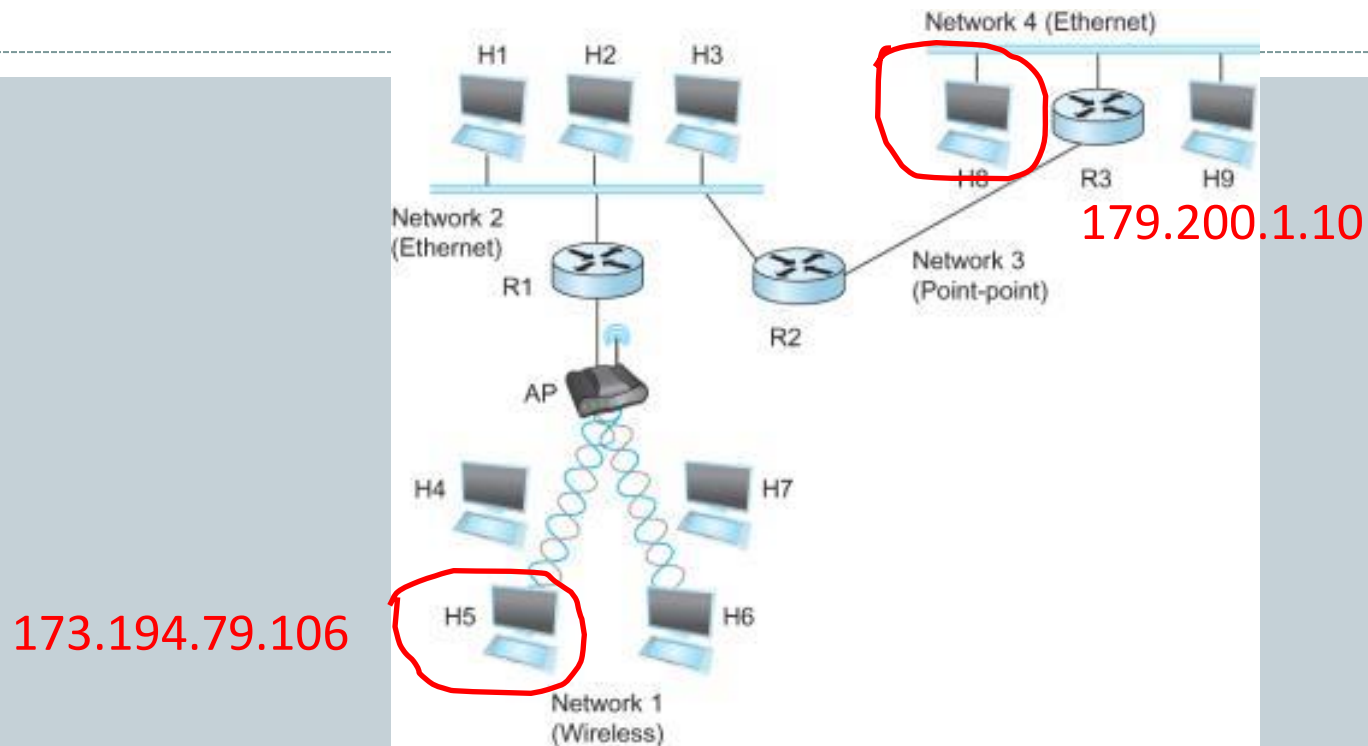 Network 4 (Ethernet)
H1
H2
H3
H8
R3
H9
179.200.1.10
Network 2
(Ethernet)
R1
R2
Network 3
(Point-point)
AP
H4
H7
H5
H6
173.194.79.106
Network 1
(Wireless)